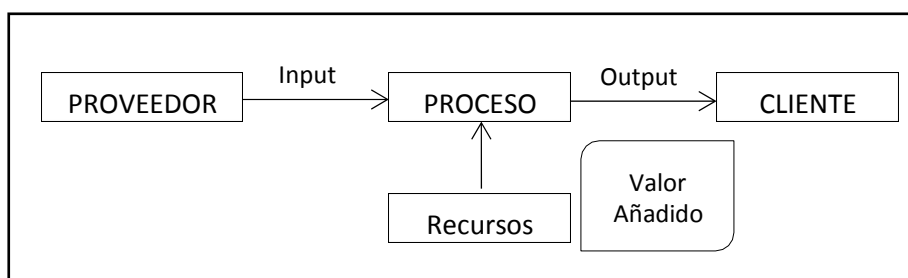 Input
Output
PROVEEDOR
PROCESO
CLIENTE
Recursos
Valor
Añadido